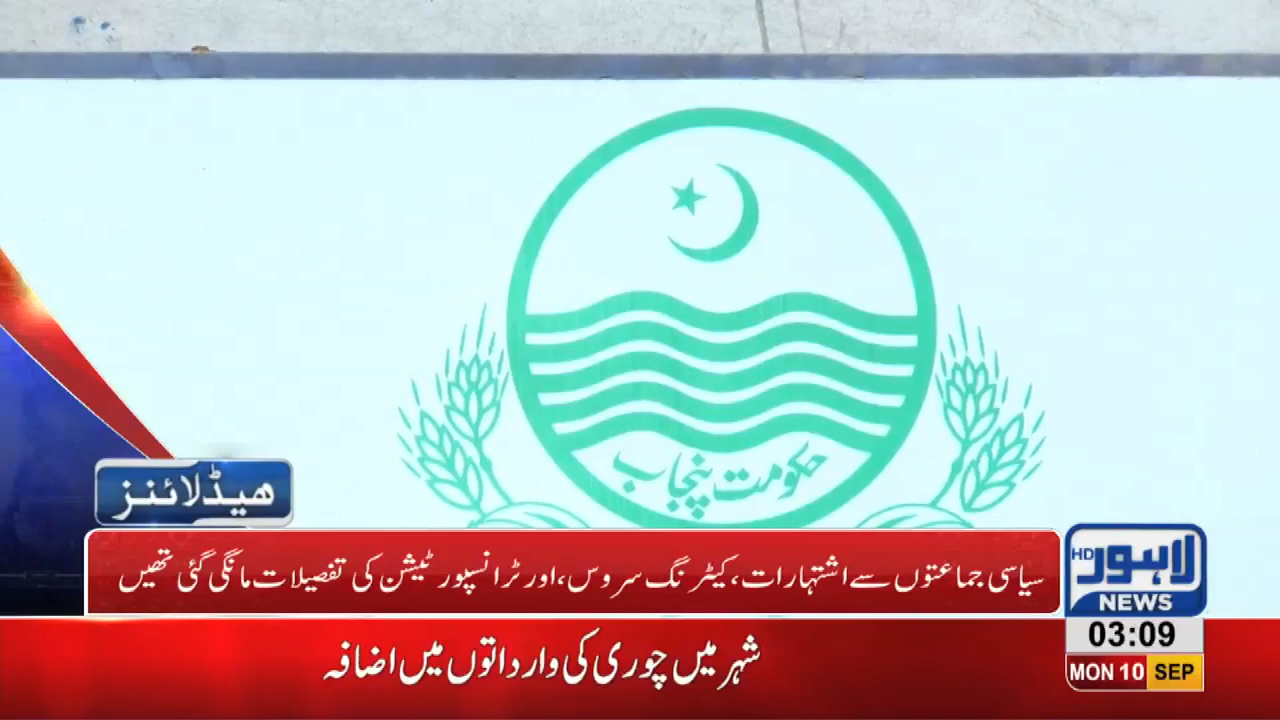 حکومت پنجاب
ہیڈلائنز
سیاسی جماعتوں سے اشتہارات، کیٹرنگ سروس، اور ٹرانسپورٹیشن کی تفصیلات مانگی گئی تھیں
لاہور HD
NEWS
03:09
MON 10 SEP
شہر میں چوری کی وارداتوں میں اضافہ